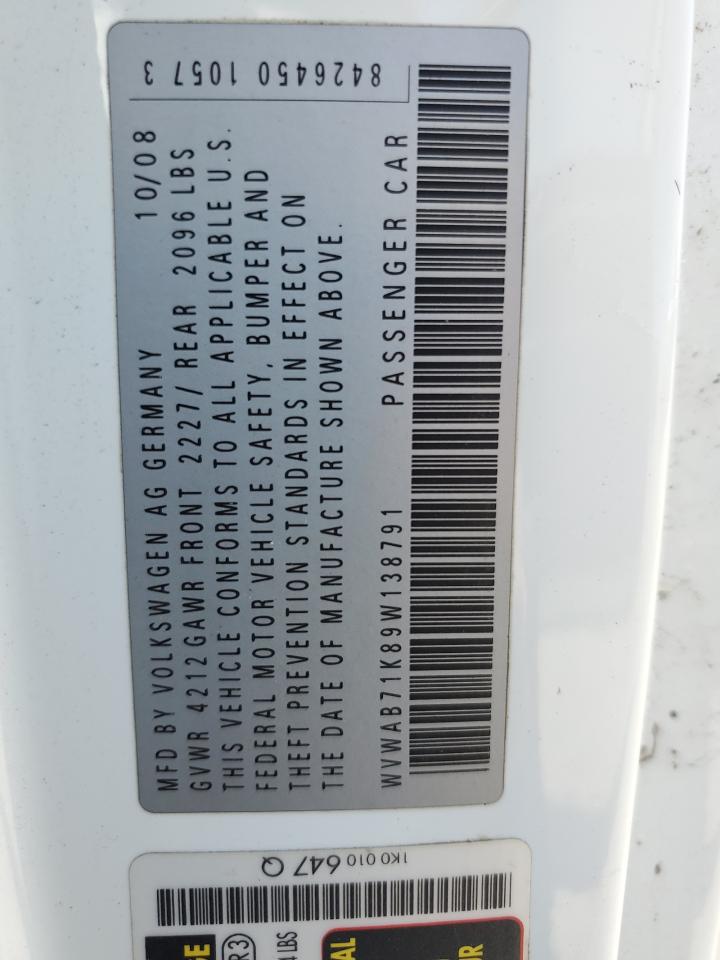 MFD BY VOLKSWAGEN AG GERMANY 10/08
GVWR 4212 GAWR FRONT 2227/ REAR 2096 LBS
THIS VEHICLE CONFORMS TO ALL APPLICABLE U.S.
FEDERAL MOTOR VEHICLE SAFETY, BUMPER AND
THEFT PREVENTION STANDARDS IN EFFECT ON
THE DATE OF MANUFACTURE SHOWN ABOVE.
WVWAB71K89W138791 PASSENGER CAR
8426450 1057 3
1K0 010 647 Q